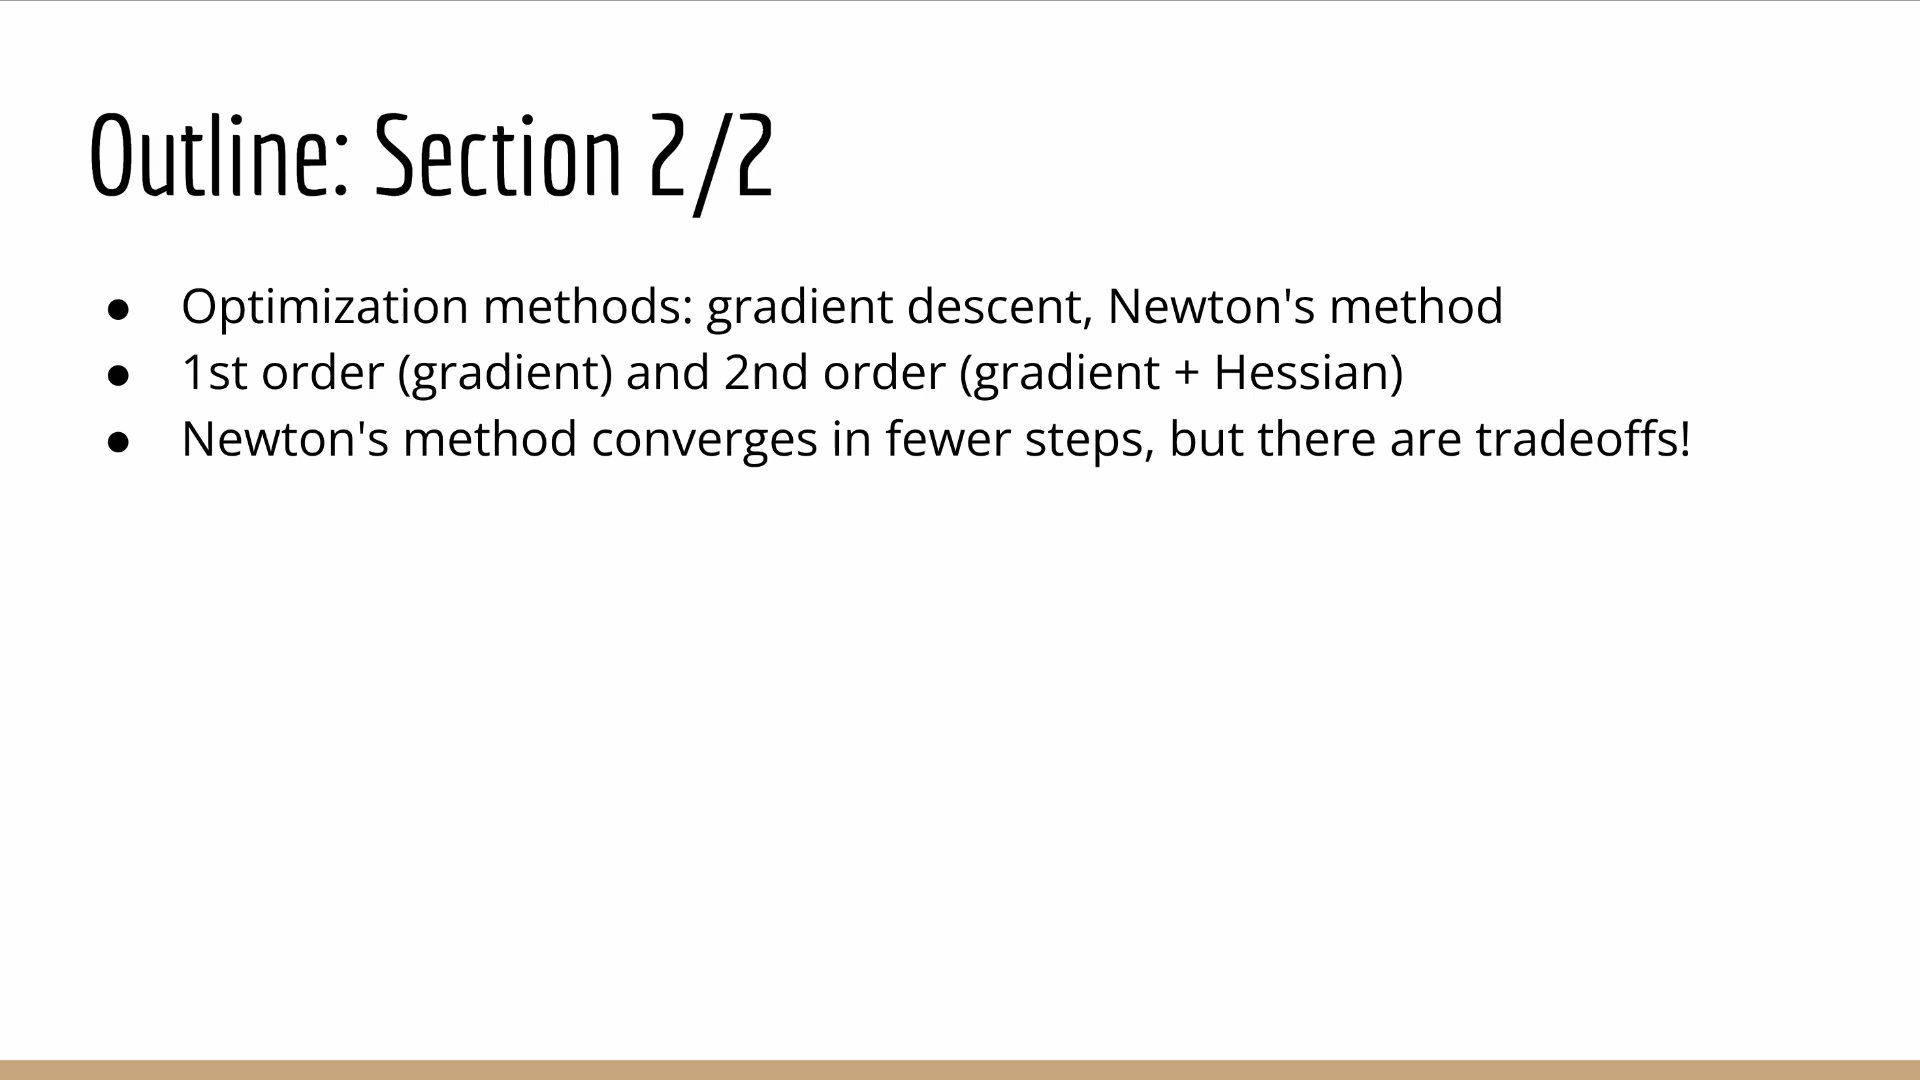 Outline: Section 2/2
● Optimization methods: gradient descent, Newton's method
● 1st order (gradient) and 2nd order (gradient + Hessian)
● Newton's method converges in fewer steps, but there are tradeoffs!